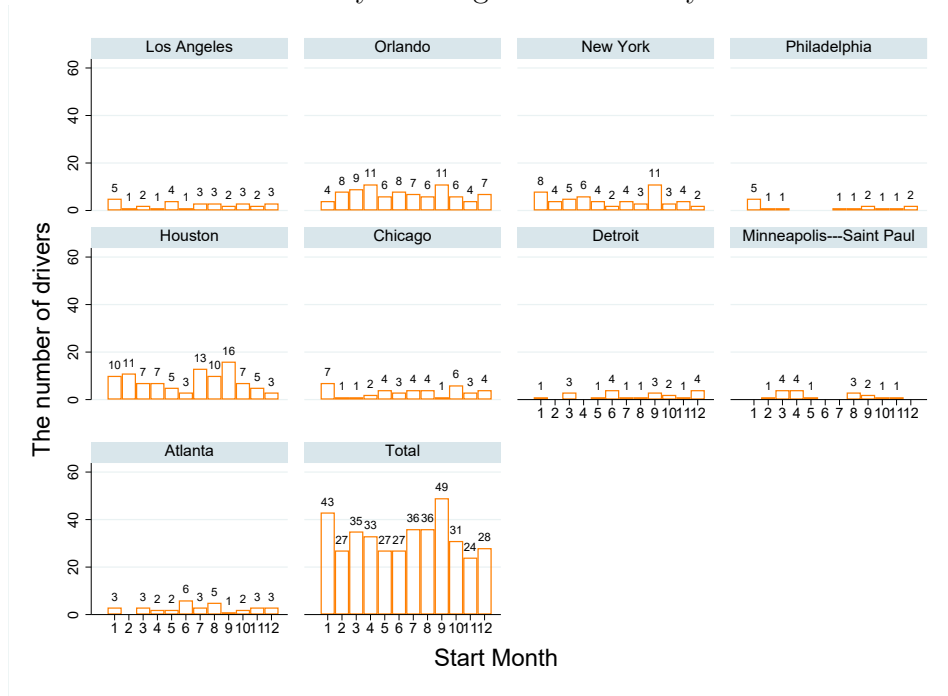 Los Angeles Orlando New York Philadelphia
60
40
20
0
5 1 2 1 4 1 3 3 2 3 2 3
4 8 9 11 6 8 7 6 11 6 4 7
8 4 5 6 4 2 4 3 11 3 4 2
5 1 1 1 1 2 1 1 2
Houston Chicago Detroit Minneapolis---Saint Paul
60
40
20
0
10 11 7 7 5 3 13 10 16 7 5 3
7 1 1 2 4 3 4 4 1 6 3 4
1 3 1 4 1 1 3 2 1 4
1 4 4 1 3 2 1 1
1 2 3 4 5 6 7 8 9 10 11 12
1 2 3 4 5 6 7 8 9 10 11 12
Atlanta Total
60
40
20
0
3 3 2 2 6 3 5 1 2 3 3
43 27 35 33 27 27 36 36 49 31 24 28
1 2 3 4 5 6 7 8 9 10 11 12
1 2 3 4 5 6 7 8 9 10 11 12
The number of drivers
Start Month